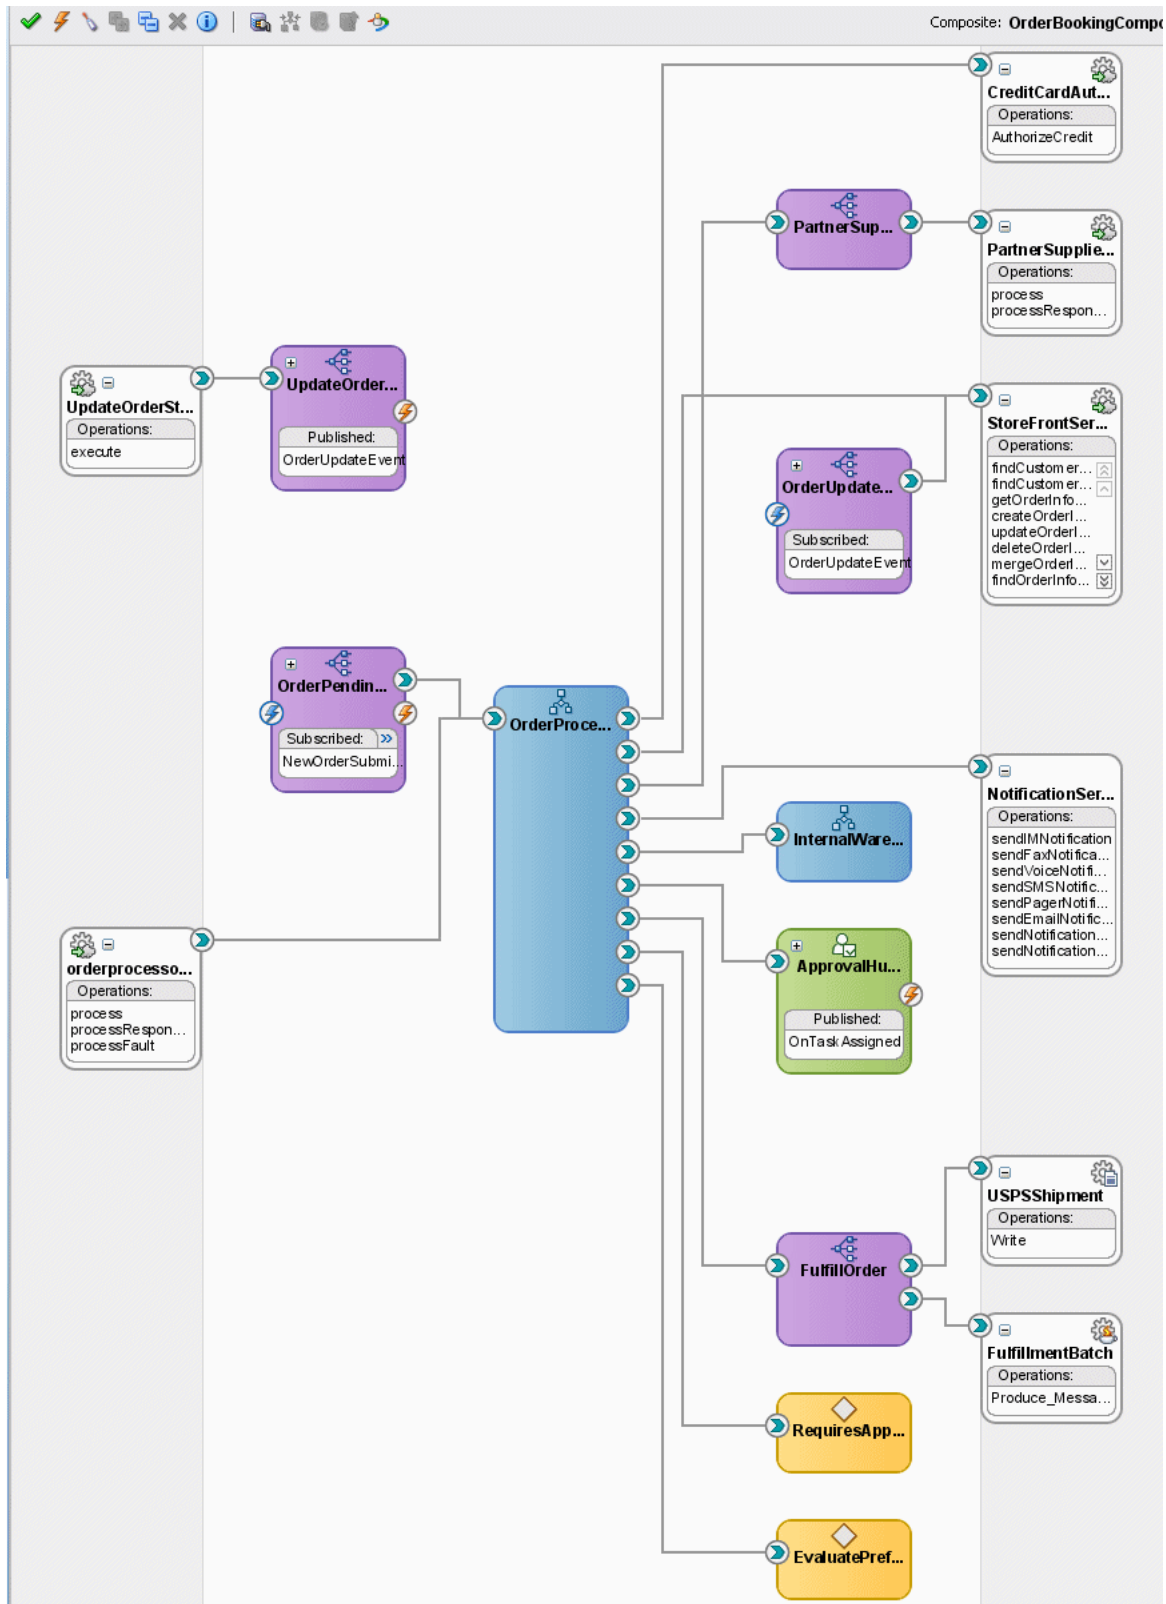 Composite: OrderBookingCompo
CreditCardAut...
Operations:
AuthorizeCredit
PartnerSup...
PartnerSupplie...
Operations:
process
processRespon...
UpdateOrderSt...
Operations:
execute
UpdateOrder...
Published:
OrderUpdateEvent
StoreFrontSer...
Operations:
findCustomer...
findCustomer...
getOrderInfo...
createOrderI...
updateOrderI...
deleteOrderI...
mergeOrderI...
findOrderInfo...
OrderUpdate...
Subscribed:
OrderUpdateEvent
OrderPendin...
Subscribed:
NewOrderSubmi...
OrderProce...
NotificationSer...
Operations:
sendIMNotification
sendFaxNotifica...
sendVoiceNotifi...
sendSMSNotific...
sendPagerNotifi...
sendEmailNotific...
sendNotification...
sendNotification...
InternalWare...
orderprocesso...
Operations:
process
processRespon...
processFault
ApprovalHu...
Published:
OnTaskAssigned
USPSShipment
Operations:
Write
FulfillOrder
FulfillmentBatch
Operations:
Produce_Messa...
RequiresApp...
EvaluatePref...